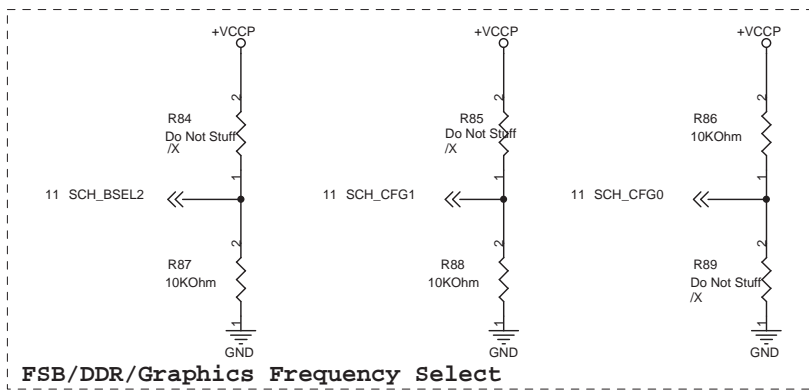 +VCCP
+VCCP
+VCCP
2
2
2
R84
Do Not Stuff
/X
R85
Do Not Stuff
/X
R86
10KOhm
1
1
1
11 SCH_BSEL2
11 SCH_CFG1
11 SCH_CFG0
2
2
2
R87
10KOhm
R88
10KOhm
R89
Do Not Stuff
/X
1
1
1
GND
GND
GND
FSB/DDR/Graphics Frequency Select